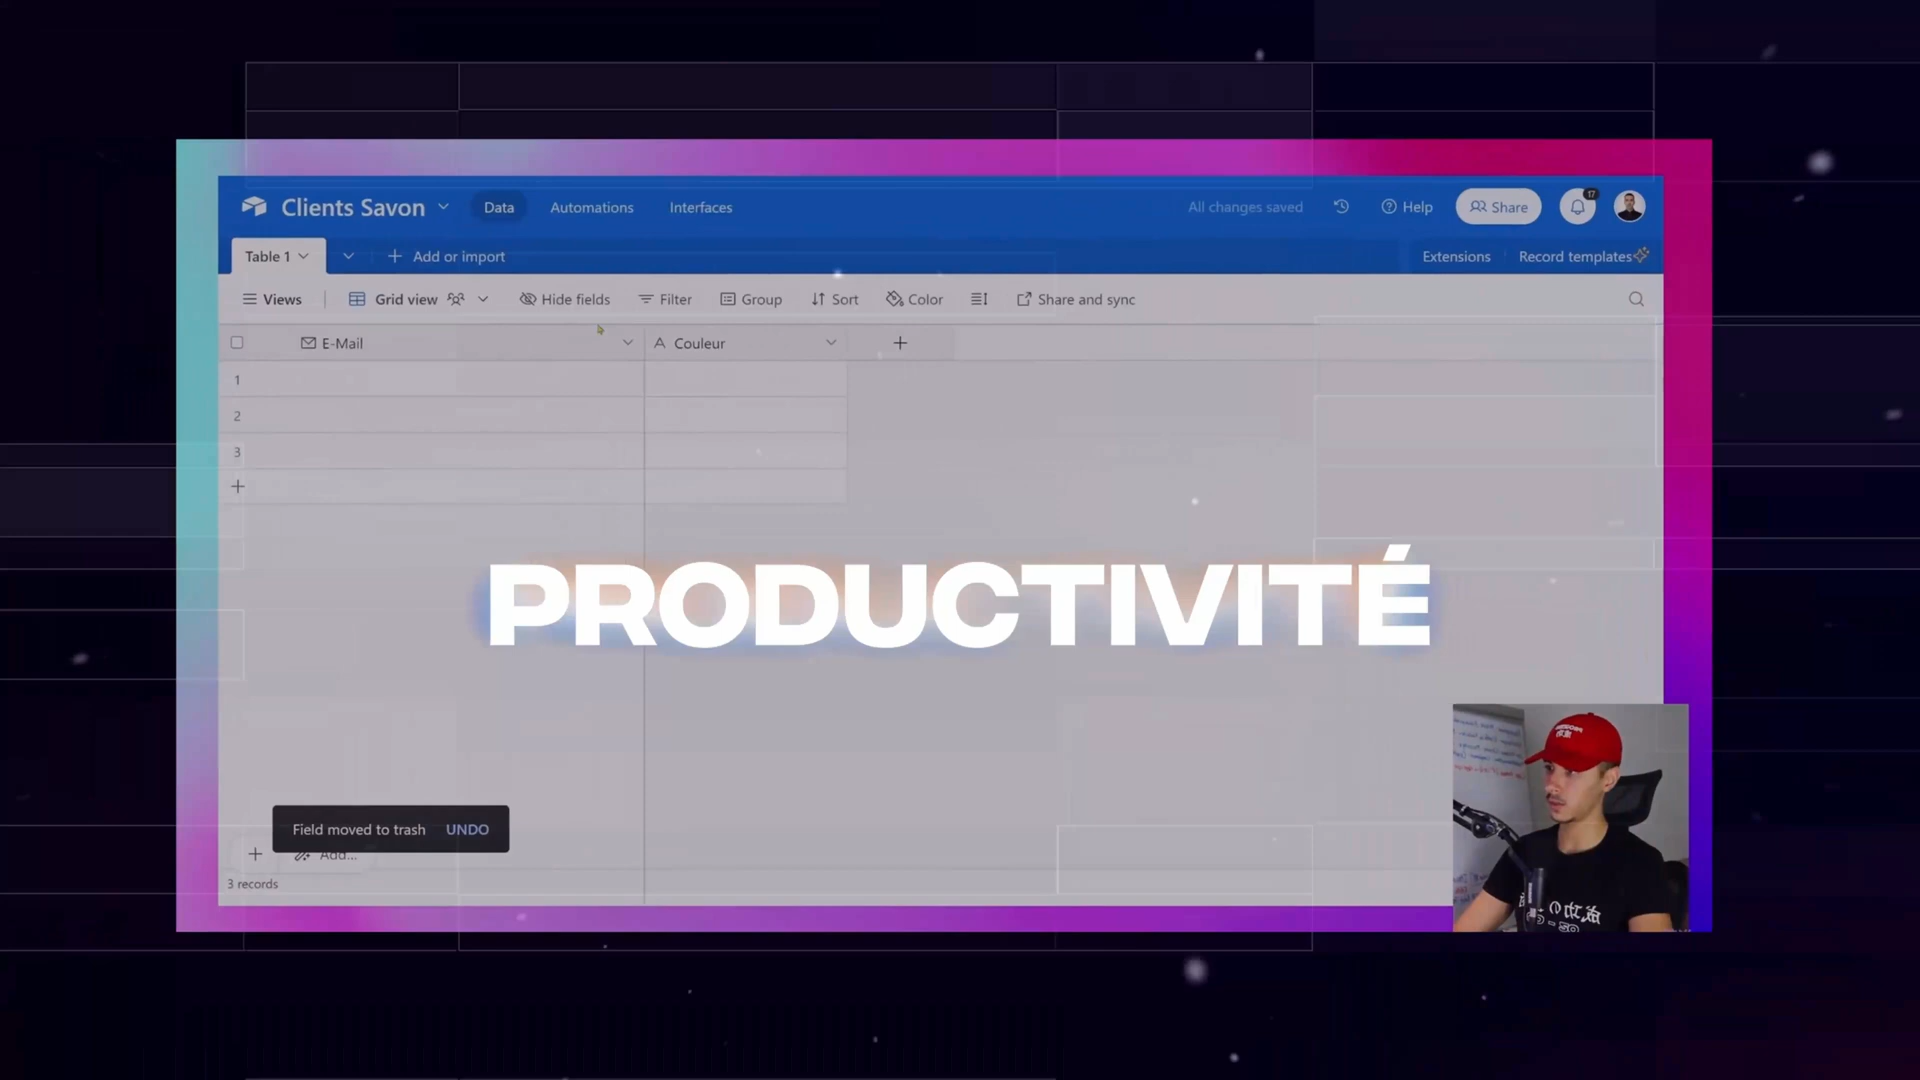 Clients Savon
Data
Automations
Interfaces
All changes saved
Help
Share
17
Table 1
Add or import
Extensions
Record templates
Views
Grid view
Hide fields
Filter
Group
Sort
Color
Share and sync
E-Mail
Couleur
1
2
3
PRODUCTIVITÉ
Field moved to trash UNDO
Add...
3 records